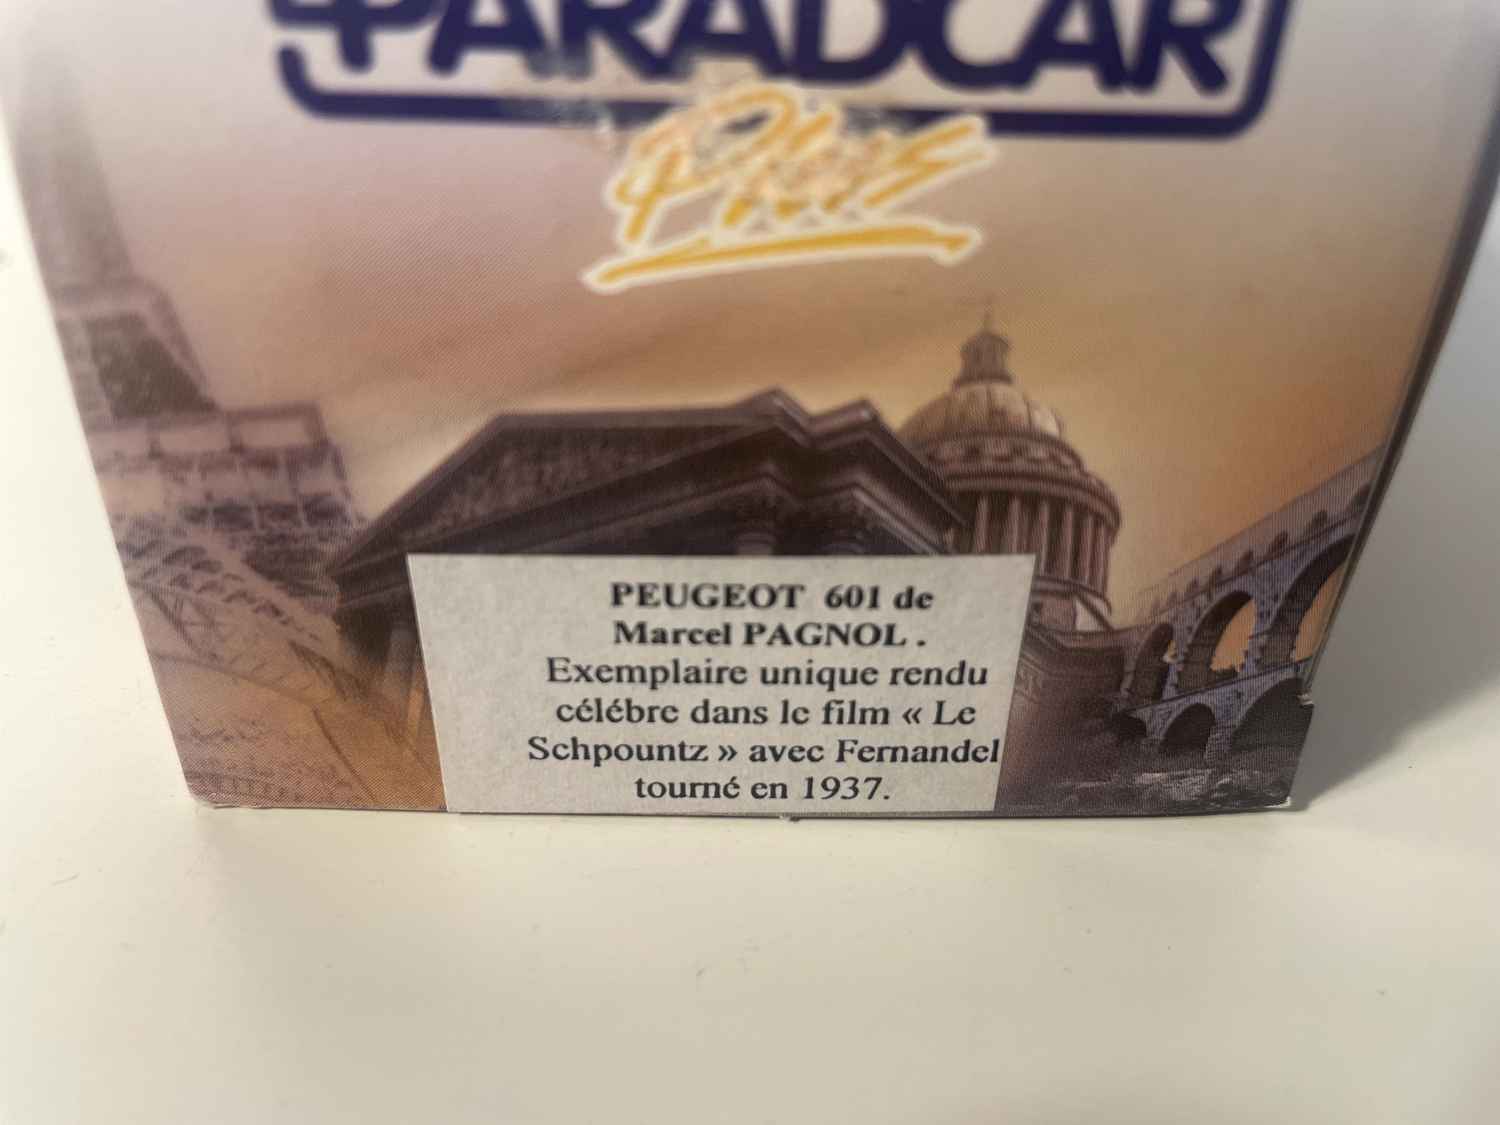 PARADCAR
Plus
PEUGEOT 601 de
Marcel PAGNOL .
Exemplaire unique rendu
célébre dans le film « Le
Schpountz » avec Fernandel
tourné en 1937.